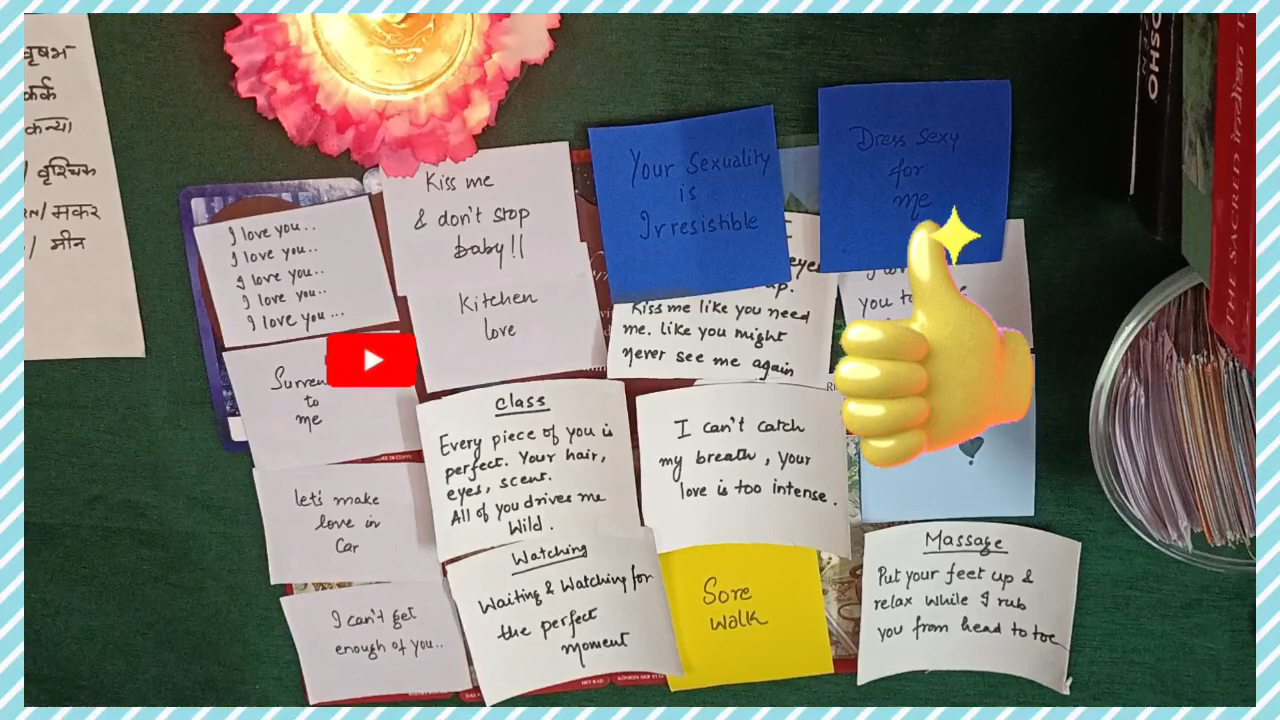 वृषभ
कर्क
कन्या
/ वृश्चिक
RN/ मकर
/ मीन
I love you..
I love you..
I love you..
I love you..
I love you...
Kiss me
& don't stop
baby!!
Kitchen
love
Your Sexuality
is
Irresistible
eyes
up.
Kiss me like you need
me. like you might
never see me again
Dress sexy
for
me
you to
to
me
Class
Every piece of you is
perfect. Your hair,
eyes, scent.
All of you drives me
Wild.
I can't catch
my breath, your
love is too intense.
let's make
love in
Car
Watching
Waiting & Watching for
the perfect
moment
Sore
walk
Massage
Put your feet up &
relax while I rub
you from head to toe
I can't get
enough of you..
OSHO
THE SACRED indian T